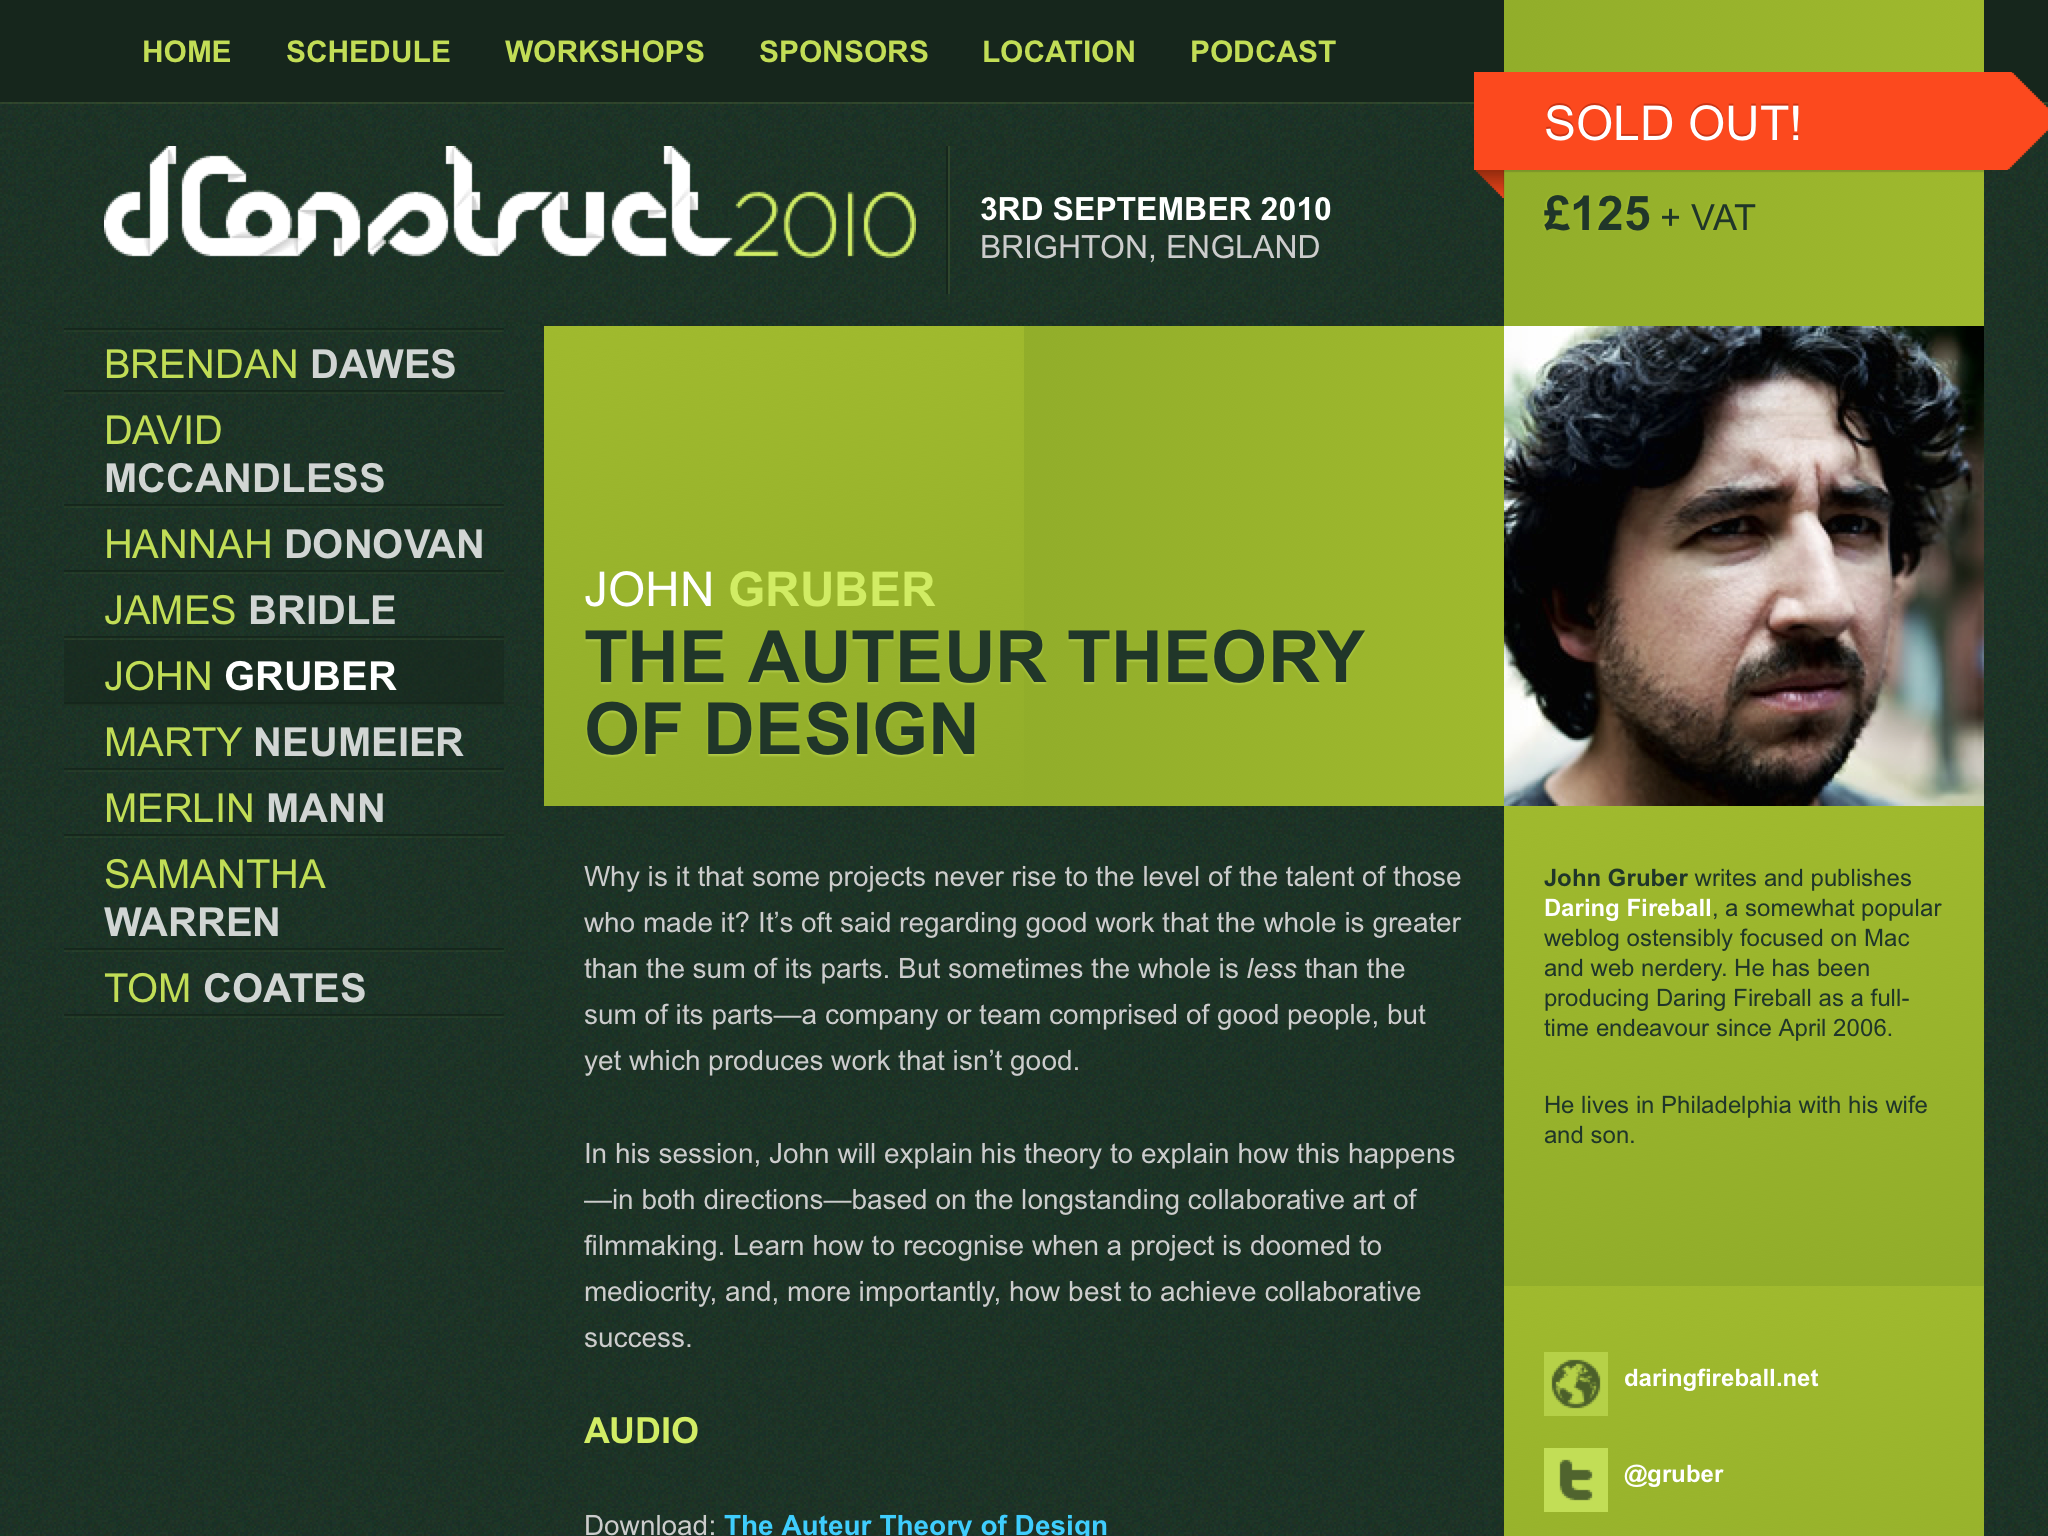 HOME SCHEDULE WORKSHOPS SPONSORS LOCATION PODCAST
SOLD OUT!
£125 + VAT
dConstruct 2010
3RD SEPTEMBER 2010
BRIGHTON, ENGLAND
BRENDAN DAWES
DAVID
MCCANDLESS
HANNAH DONOVAN
JAMES BRIDLE
JOHN GRUBER
MARTY NEUMEIER
MERLIN MANN
SAMANTHA
WARREN
TOM COATES
JOHN GRUBER
THE AUTEUR THEORY
OF DESIGN
Why is it that some projects never rise to the level of the talent of those
who made it? It’s oft said regarding good work that the whole is greater
than the sum of its parts. But sometimes the whole is less than the
sum of its parts—a company or team comprised of good people, but
yet which produces work that isn’t good.
In his session, John will explain his theory to explain how this happens
—in both directions—based on the longstanding collaborative art of
filmmaking. Learn how to recognise when a project is doomed to
mediocrity, and, more importantly, how best to achieve collaborative
success.
AUDIO
Download: The Auteur Theory of Design
John Gruber writes and publishes
Daring Fireball, a somewhat popular
weblog ostensibly focused on Mac
and web nerdery. He has been
producing Daring Fireball as a full-
time endeavour since April 2006.
He lives in Philadelphia with his wife
and son.
daringfireball.net
@gruber